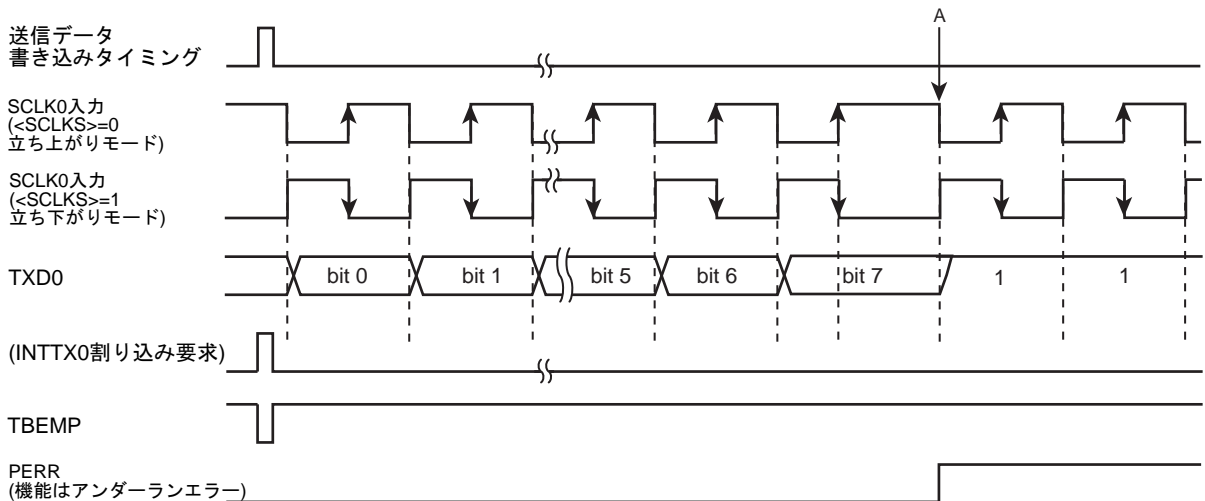 A
送信データ
書き込みタイミング
SCLK0入力
(<SCLKS>=0
立ち上がりモード)
SCLK0入力
(<SCLKS>=1
立ち下がりモード)
TXD0
bit 0
bit 1
bit 5
bit 6
bit 7
1
1
(INTTX0割り込み要求)
TBEMP
PERR
(機能はアンダーランエラー)